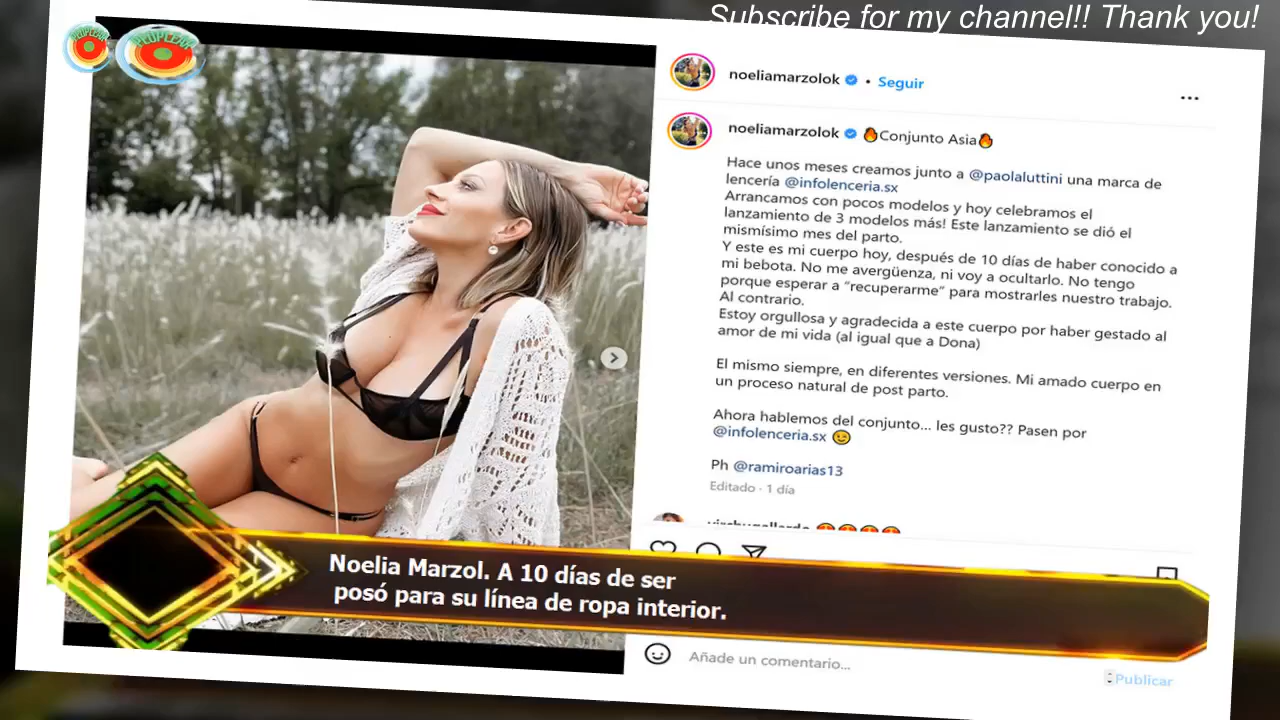 Subscribe for my channel!! Thank you!
PEOPLEAR
PEOPLEAR
noeliamarzolok • Seguir
noeliamarzolok 🔥Conjunto Asia🔥
Hace unos meses creamos junto a @paolaluttini una marca de
lencería @infolenceria.sx
Arrancamos con pocos modelos y hoy celebramos el
lanzamiento de 3 modelos más! Este lanzamiento se dió el
mismísimo mes del parto.
Y este es mi cuerpo hoy, después de 10 días de haber conocido a
mi bebota. No me avergüenza, ni voy a ocultarlo. No tengo
porque esperar a “recuperarme” para mostrarles nuestro trabajo.
Al contrario.
Estoy orgullosa y agradecida a este cuerpo por haber gestado al
amor de mi vida (al igual que a Dona)
El mismo siempre, en diferentes versiones. Mi amado cuerpo en
un proceso natural de post parto.
Ahora hablemos del conjunto... les gusto?? Pasen por
@infolenceria.sx 😉
Ph @ramiroarias13
Editado · 1 día
Noelia Marzol. A 10 días de ser
posó para su línea de ropa interior.
Añade un comentario...
Publicar